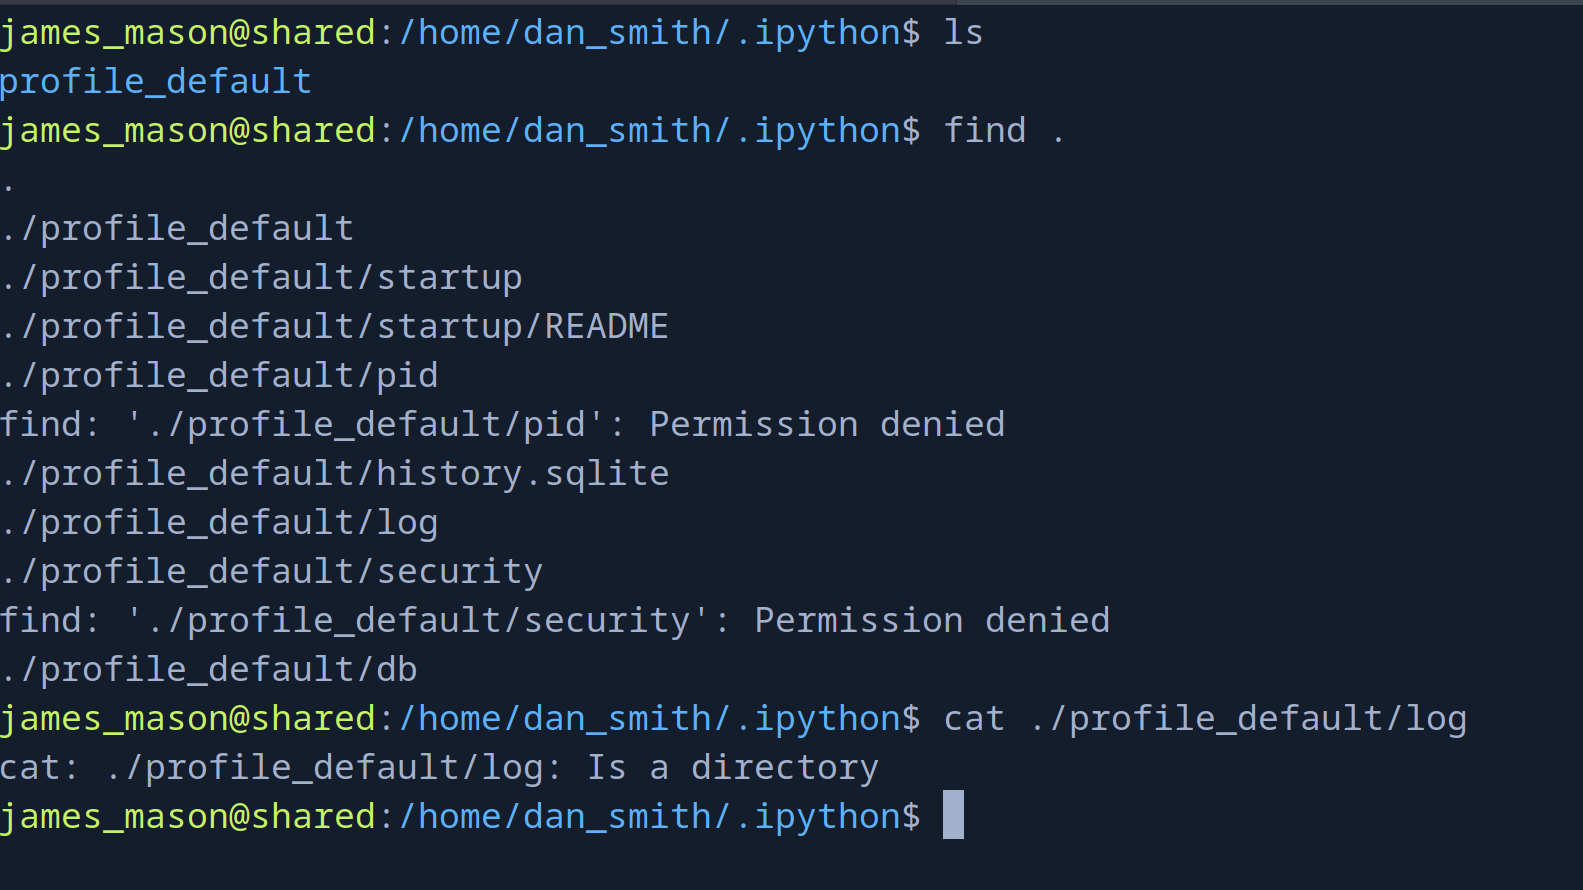 james_mason@shared:/home/dan_smith/.ipython$ ls
profile_default
james_mason@shared:/home/dan_smith/.ipython$ find .
.
./profile_default
./profile_default/startup
./profile_default/startup/README
./profile_default/pid
find: './profile_default/pid': Permission denied
./profile_default/history.sqlite
./profile_default/log
./profile_default/security
find: './profile_default/security': Permission denied
./profile_default/db
james_mason@shared:/home/dan_smith/.ipython$ cat ./profile_default/log
cat: ./profile_default/log: Is a directory
james_mason@shared:/home/dan_smith/.ipython$